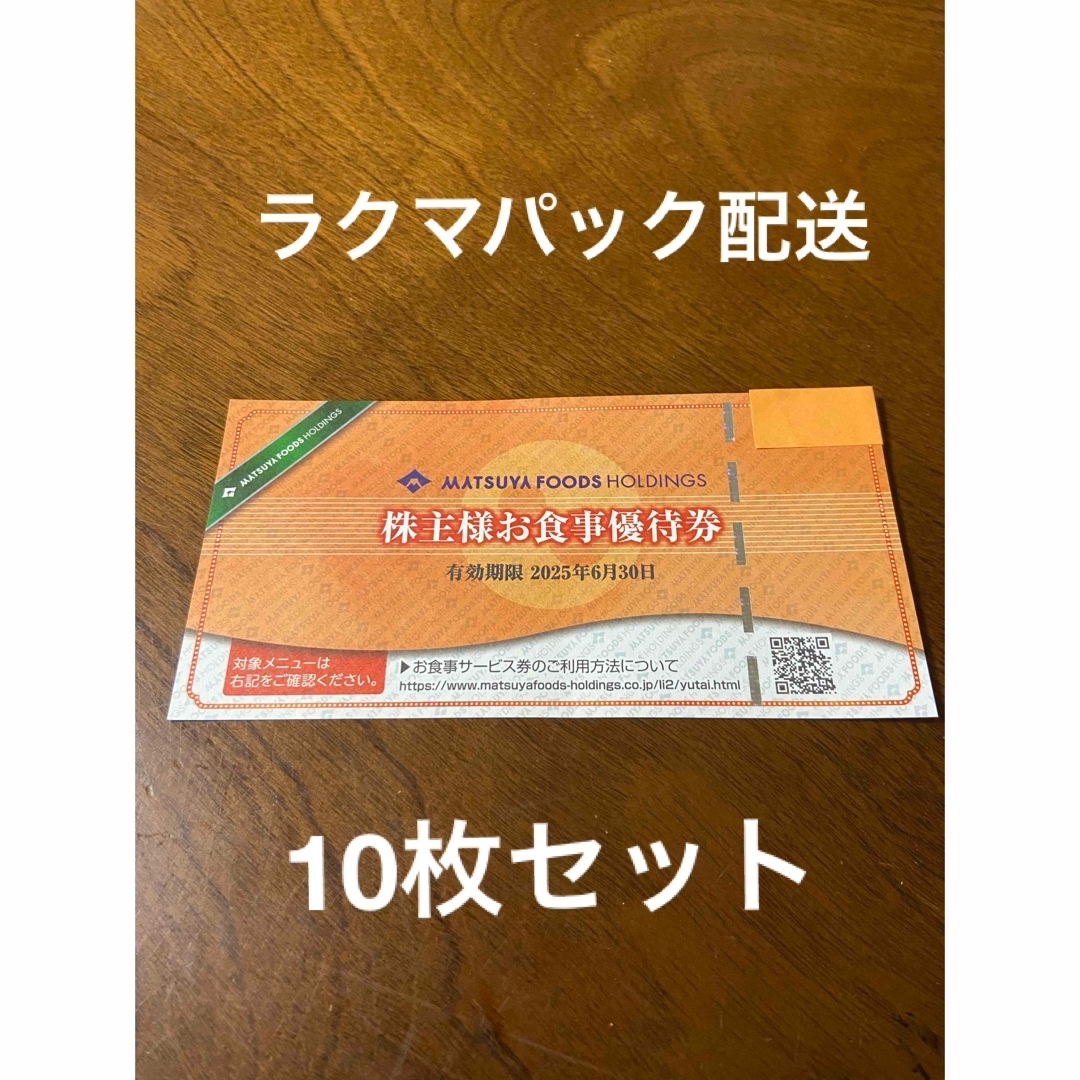 ラクマパック配送
MATSUYA FOODS HOLDINGS
MATSUYA FOODS HOLDINGS
株主様お食事優待券
有効期限 2025年6月30日
対象メニューは
右記をご確認ください。
▶お食事サービス券のご利用方法について
https://www.matsuyafoods-holdings.co.jp/li2/yutai.html
10枚セット